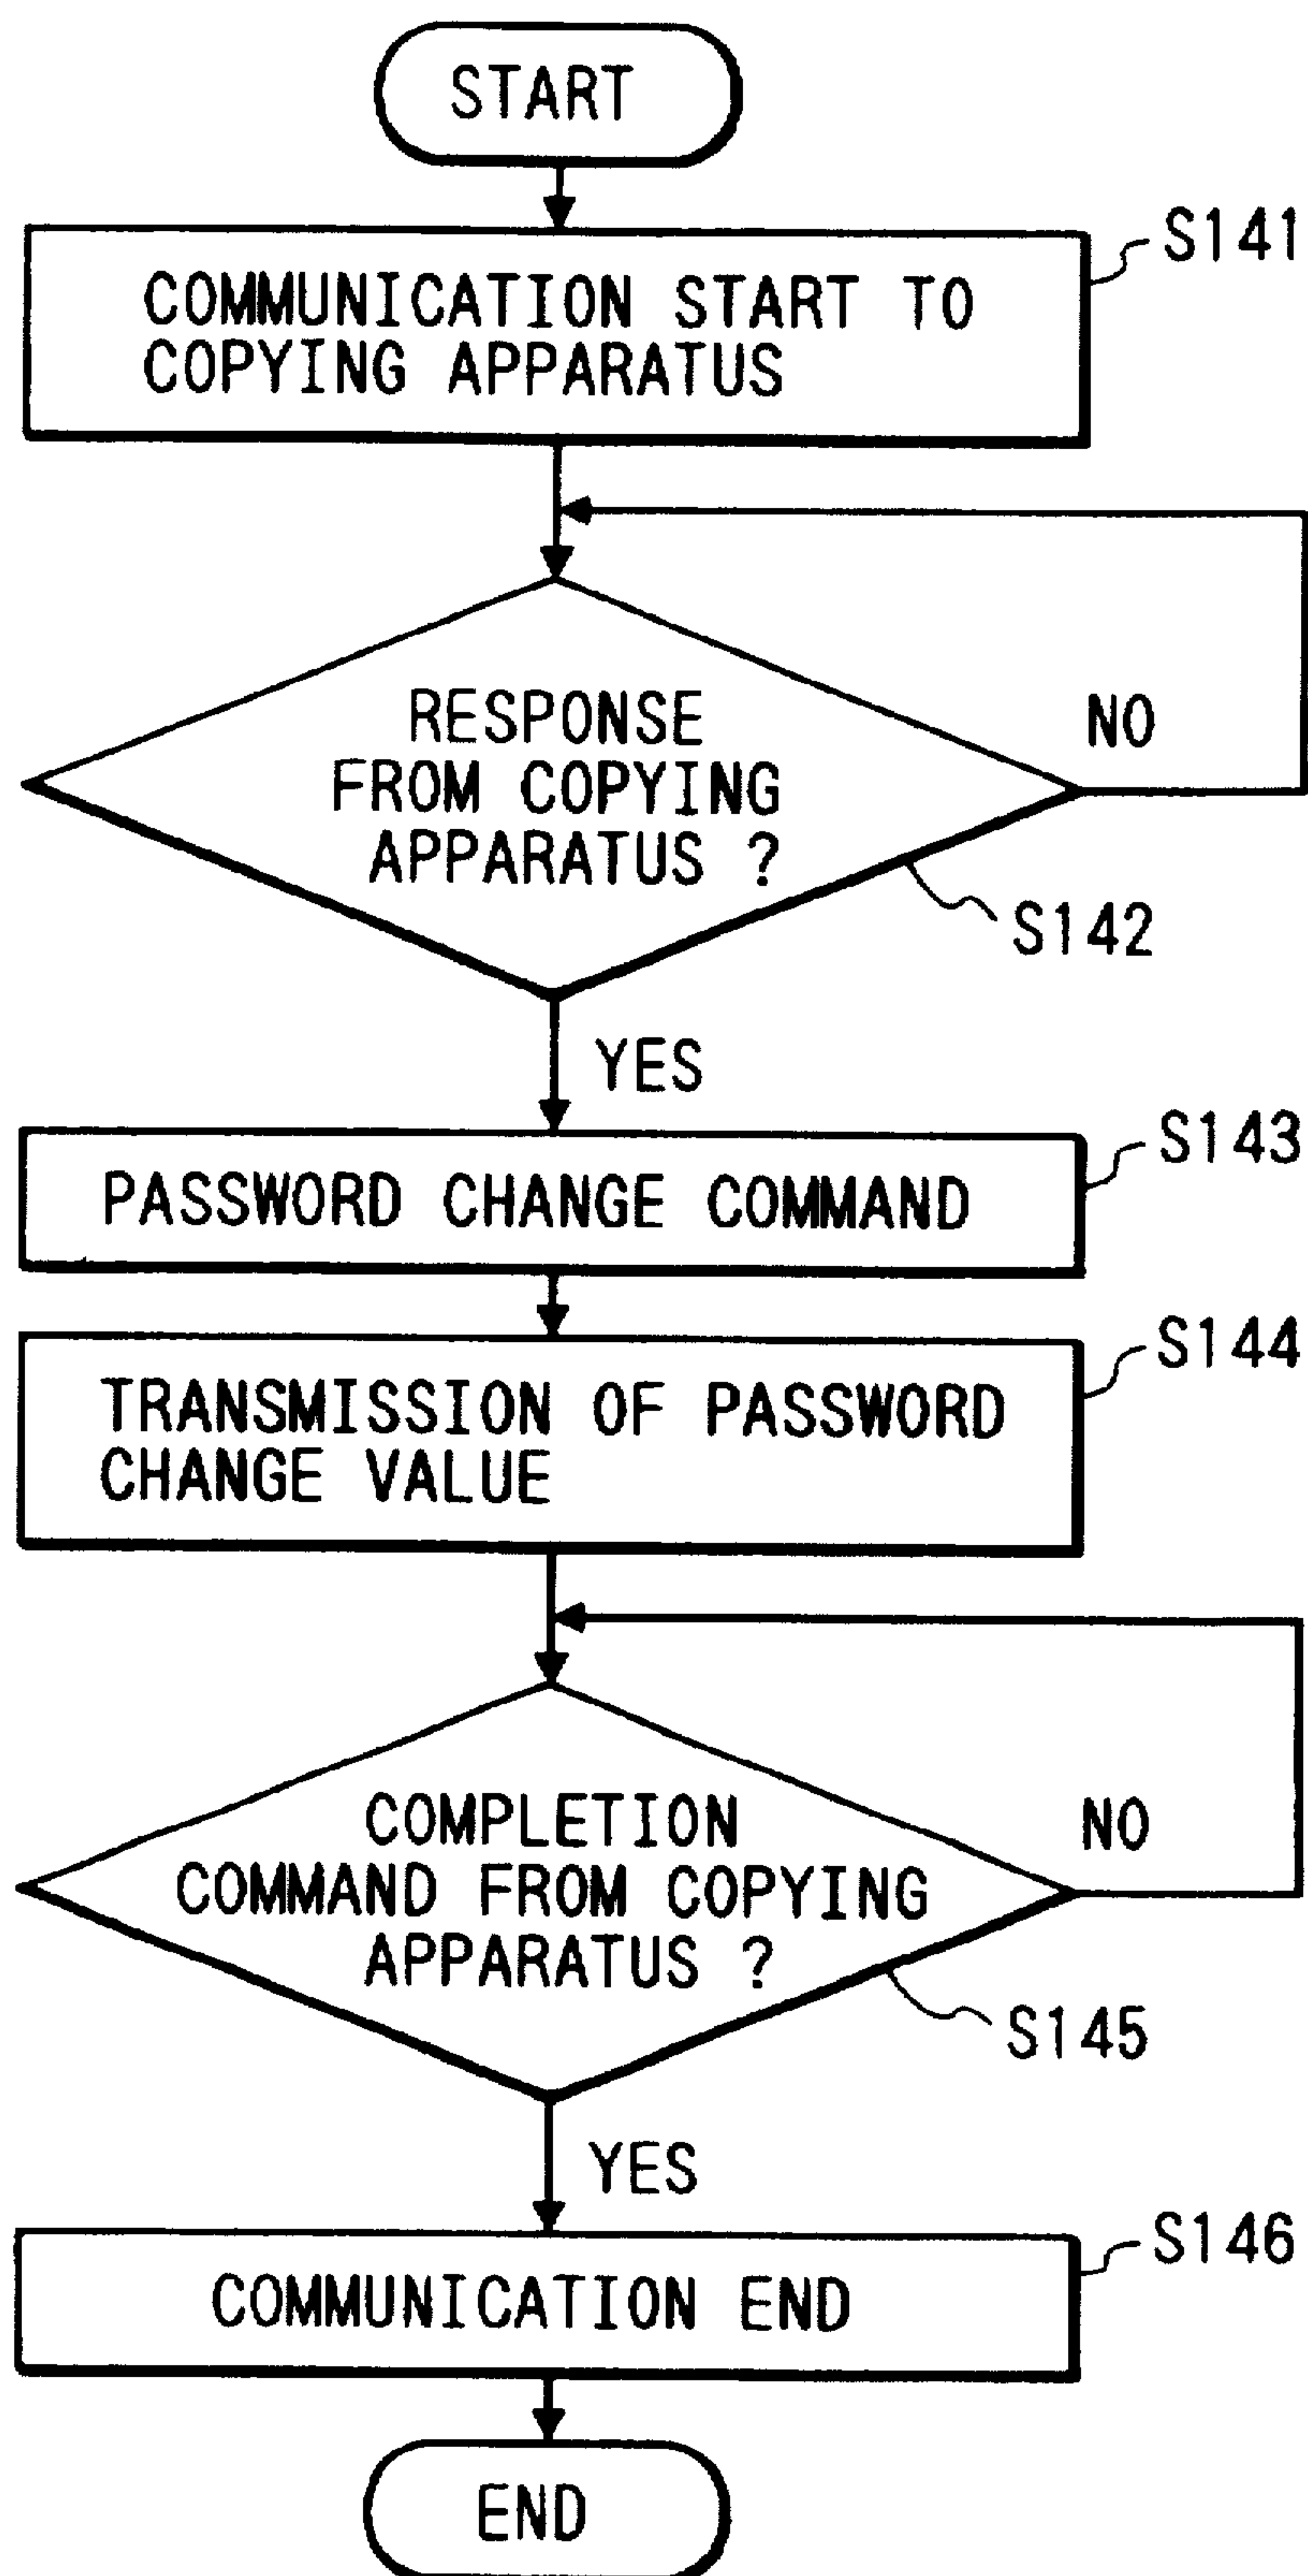 START
S141
COMMUNICATION START TO
COPYING APPARATUS
RESPONSE
FROM COPYING
APPARATUS ?
NO
S142
YES
S143
PASSWORD CHANGE COMMAND
S144
TRANSMISSION OF PASSWORD
CHANGE VALUE
COMPLETION
COMMAND FROM COPYING
APPARATUS ?
NO
S145
YES
S146
COMMUNICATION END
END